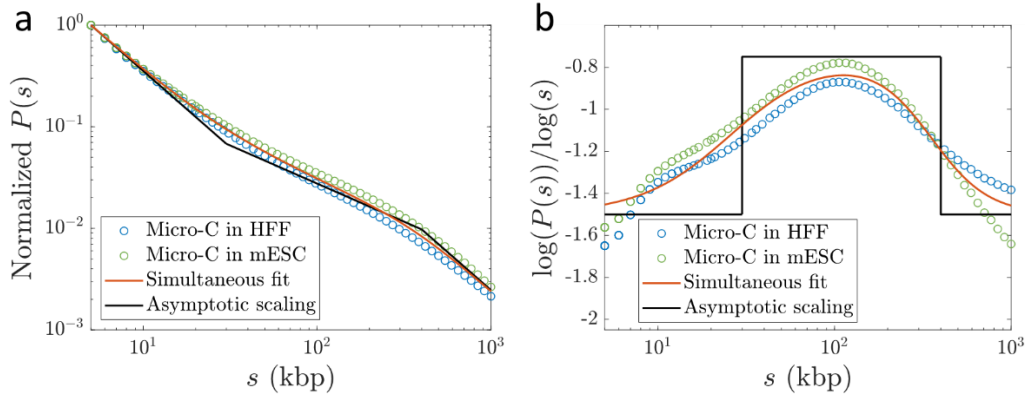 a
Normalized P(s)
10^0
10^-1
10^-2
10^-3
Micro-C in HFF
Micro-C in mESC
Simultaneous fit
Asymptotic scaling
10^1
10^2
10^3
s (kbp)
b
log(P(s))/log(s)
-0.8
-1
-1.2
-1.4
-1.6
-1.8
-2
Micro-C in HFF
Micro-C in mESC
Simultaneous fit
Asymptotic scaling
10^1
10^2
10^3
s (kbp)